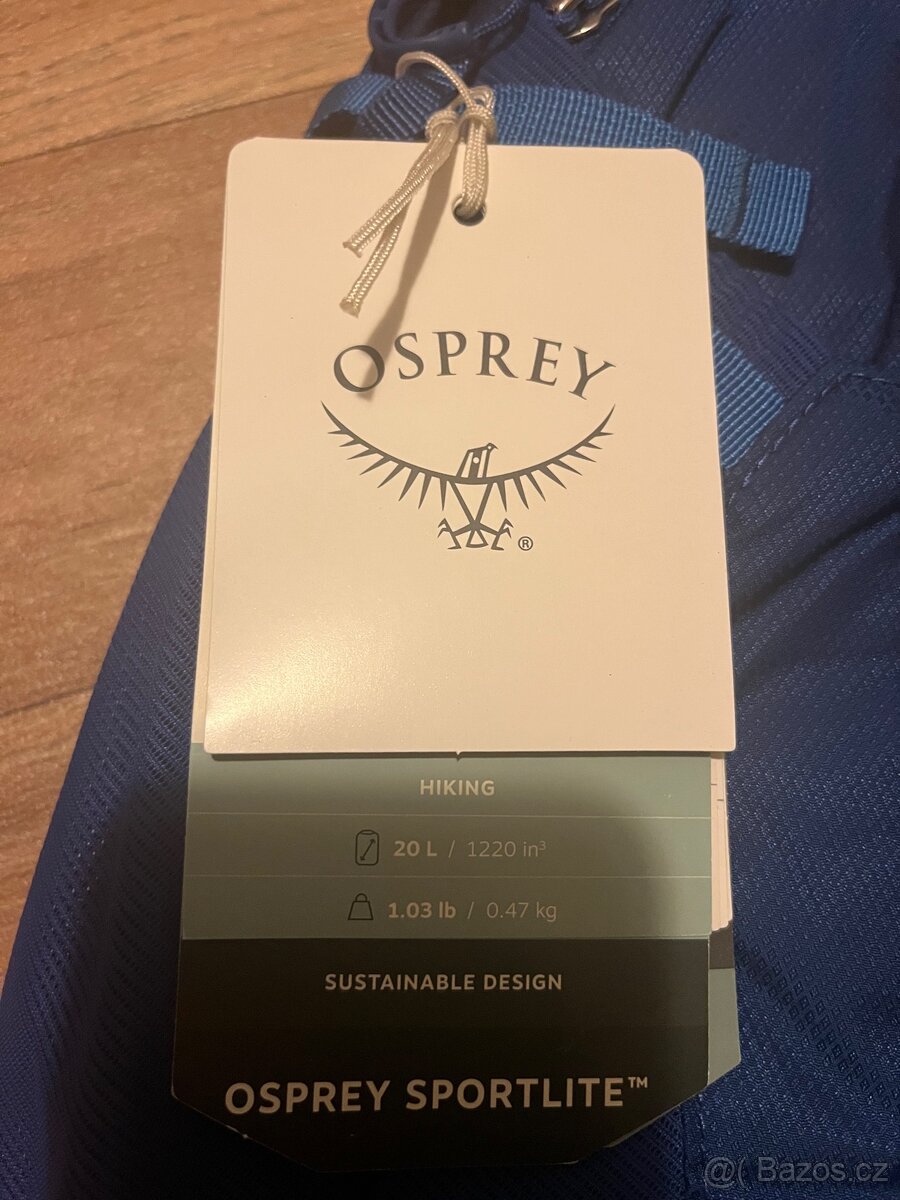 OSPREY
®
HIKING
20 L / 1220 in³
1.03 lb / 0.47 kg
SUSTAINABLE DESIGN
OSPREY SPORTLITE™
@( Bazos.cz